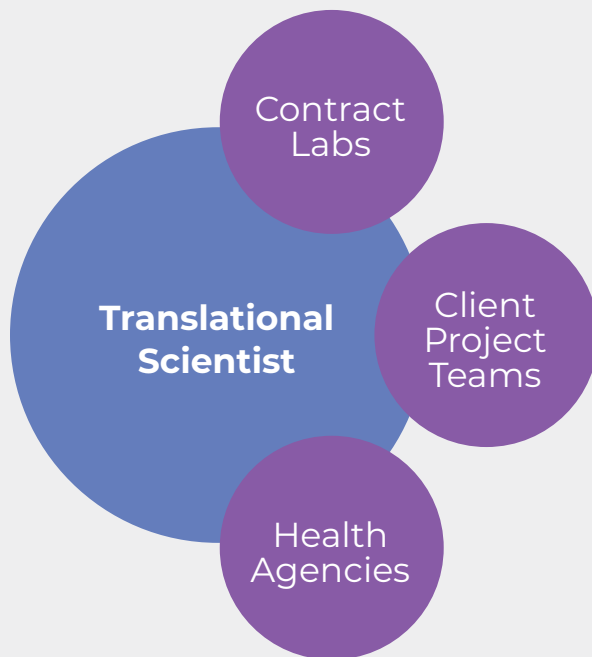 Contract
Labs
Translational
Scientist
Client
Project
Teams
Health
Agencies